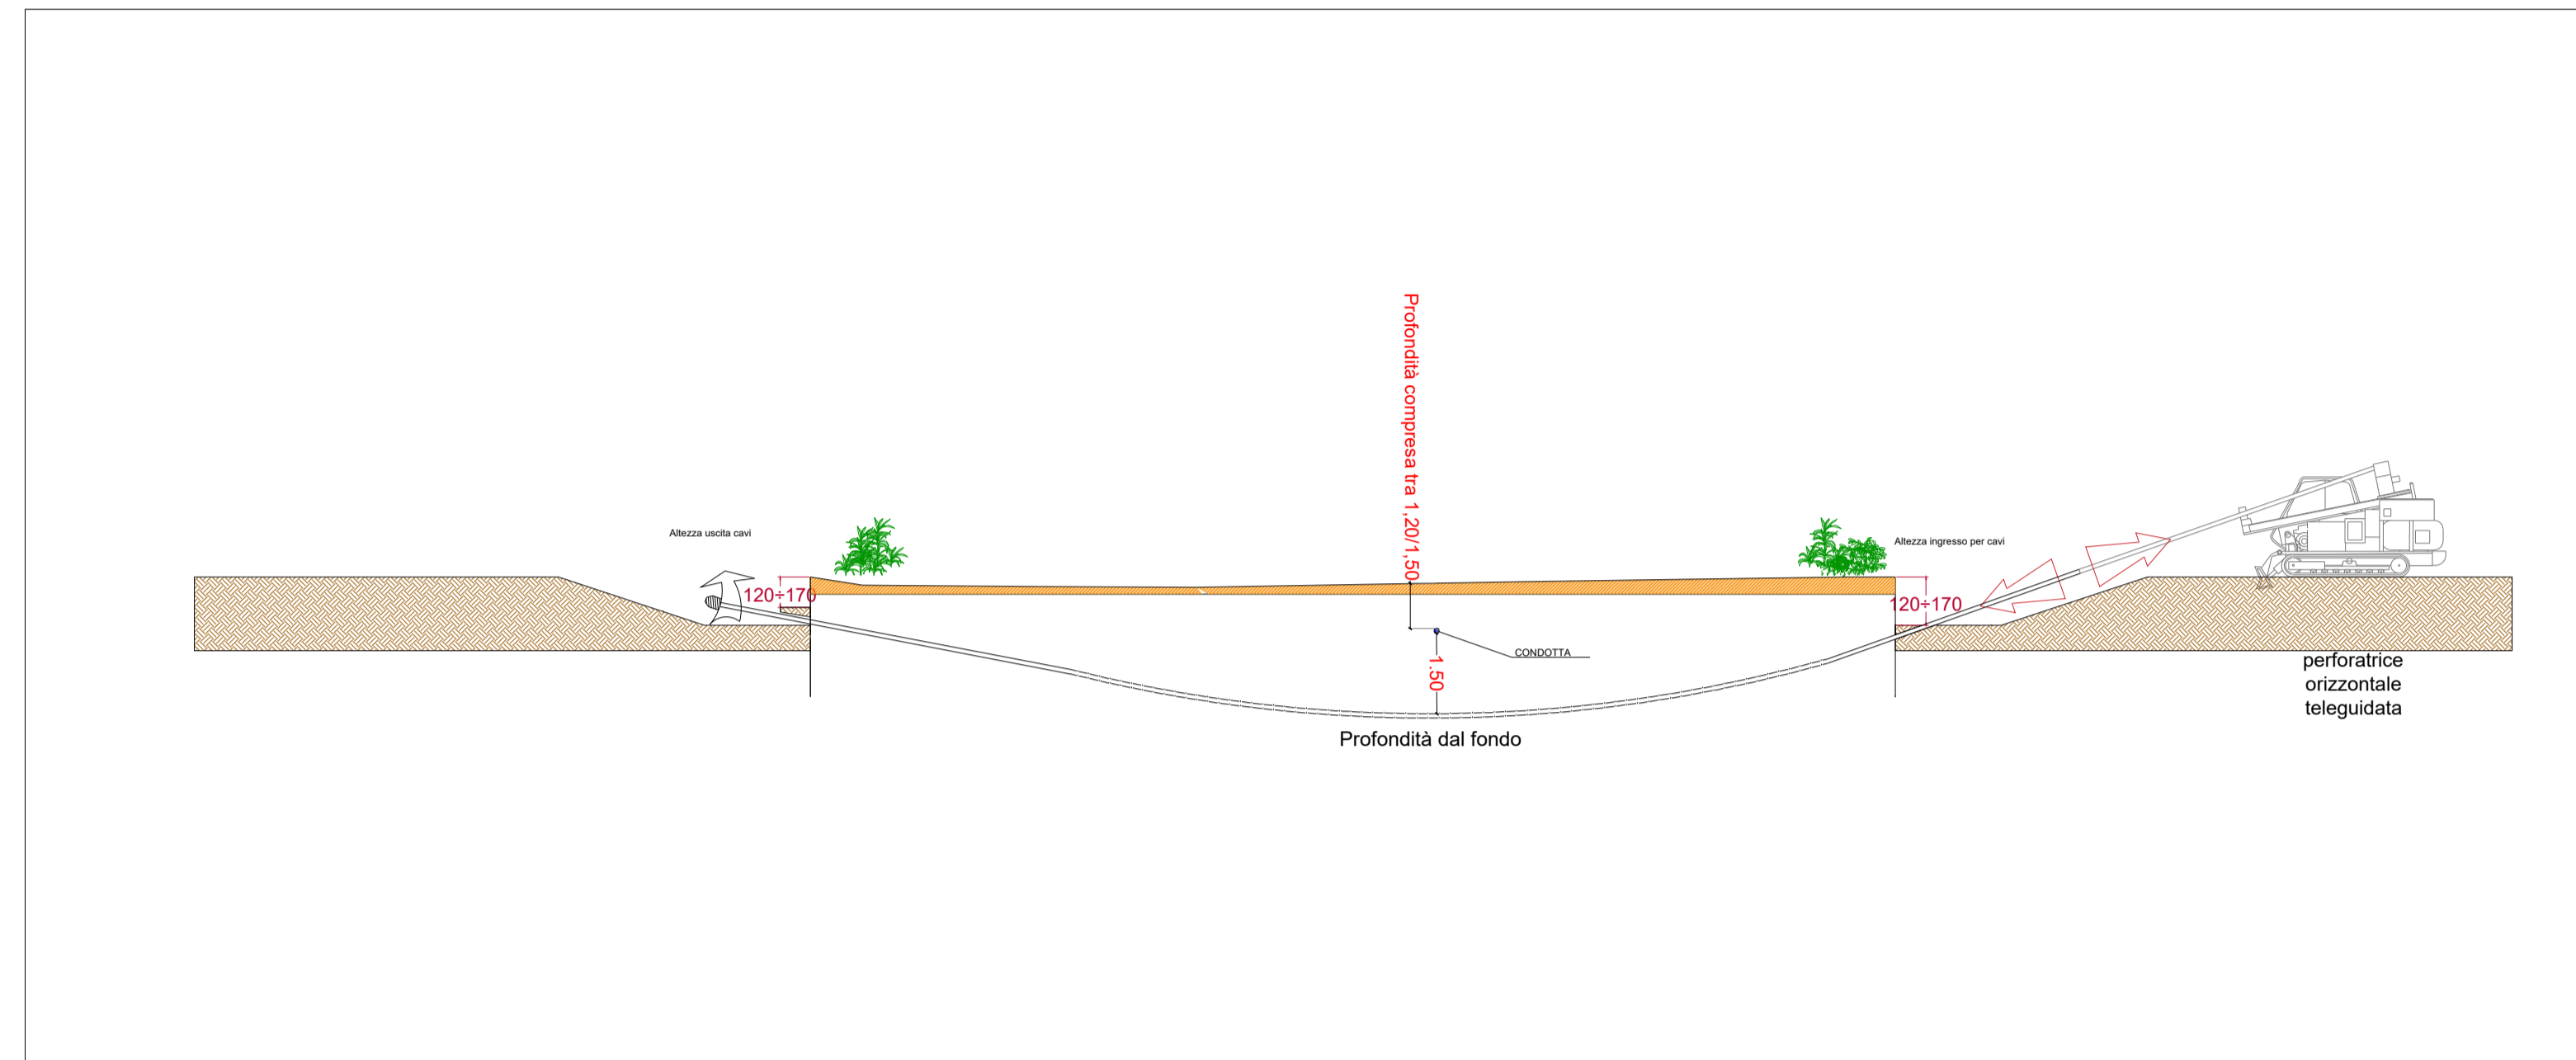 Profondità compresa tra 1,20/1,50
Altezza uscita cavi
Altezza ingresso per cavi
120÷170
120÷170
CONDOTTA
1.50
perforatrice
orizzontale
teleguidata
Profondità dal fondo